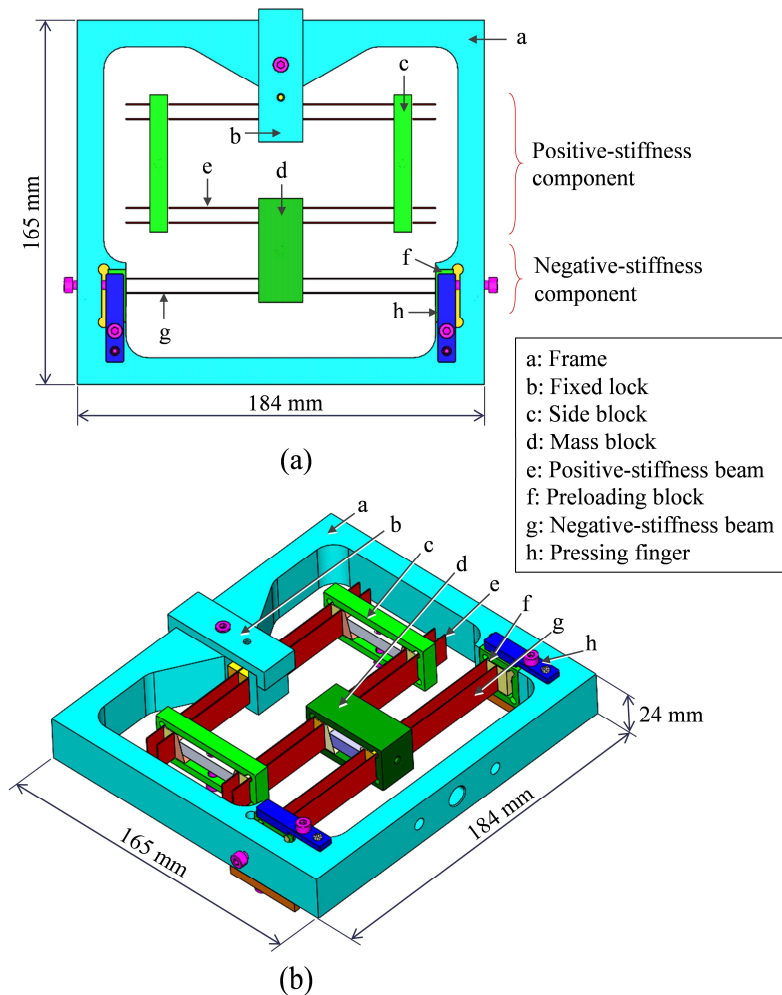 a
c
b
Positive-stiffness
component
e
d
165 mm
f
Negative-stiffness
component
h
g
184 mm
(a)
a: Frame
b: Fixed lock
c: Side block
d: Mass block
e: Positive-stiffness beam
f: Preloading block
g: Negative-stiffness beam
h: Pressing finger
a
b
c
d
e
f
g
h
24 mm
184 mm
165 mm
(b)